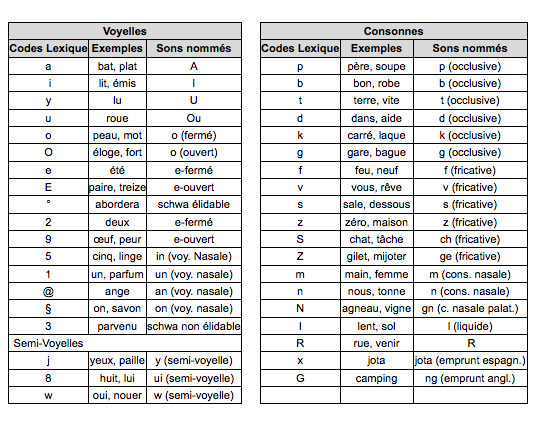 Voyelles
Codes Lexique Exemples Sons nommés
a bat, plat A
i lit, émis I
y lu U
u roue Ou
o peau, mot o (fermé)
O éloge, fort o (ouvert)
e été e-fermé
E paire, treize e-ouvert
° abordera schwa élidable
2 deux e-fermé
9 œuf, peur e-ouvert
5 cinq, linge in (voy. Nasale)
1 un, parfum un (voy. nasale)
@ ange an (voy. nasale)
§ on, savon on (voy. nasale)
3 parvenu schwa non élidable
Semi-Voyelles
j yeux, paille y (semi-voyelle)
8 huit, lui ui (semi-voyelle)
w oui, nouer w (semi-voyelle)
Consonnes
Codes Lexique Exemples Sons nommés
p père, soupe p (occlusive)
b bon, robe b (occlusive)
t terre, vite t (occlusive)
d dans, aide d (occlusive)
k carré, laque k (occlusive)
g gare, bague g (occlusive)
f feu, neuf f (fricative)
v vous, rêve v (fricative)
s sale, dessous s (fricative)
z zéro, maison z (fricative)
S chat, tâche ch (fricative)
Z gilet, mijoter ge (fricative)
m main, femme m (cons. nasale)
n nous, tonne n (cons. nasale)
N agneau, vigne gn (c. nasale palat.)
l lent, sol l (liquide)
R rue, venir R
x jota jota (emprunt espagn.)
G camping ng (emprunt angl.)